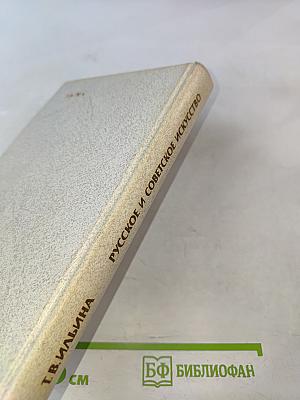 Т.В. ИЛЬИНА
РУССКОЕ И СОВЕТСКОЕ ИСКУССТВО
см
БФ БИБЛИОФАН